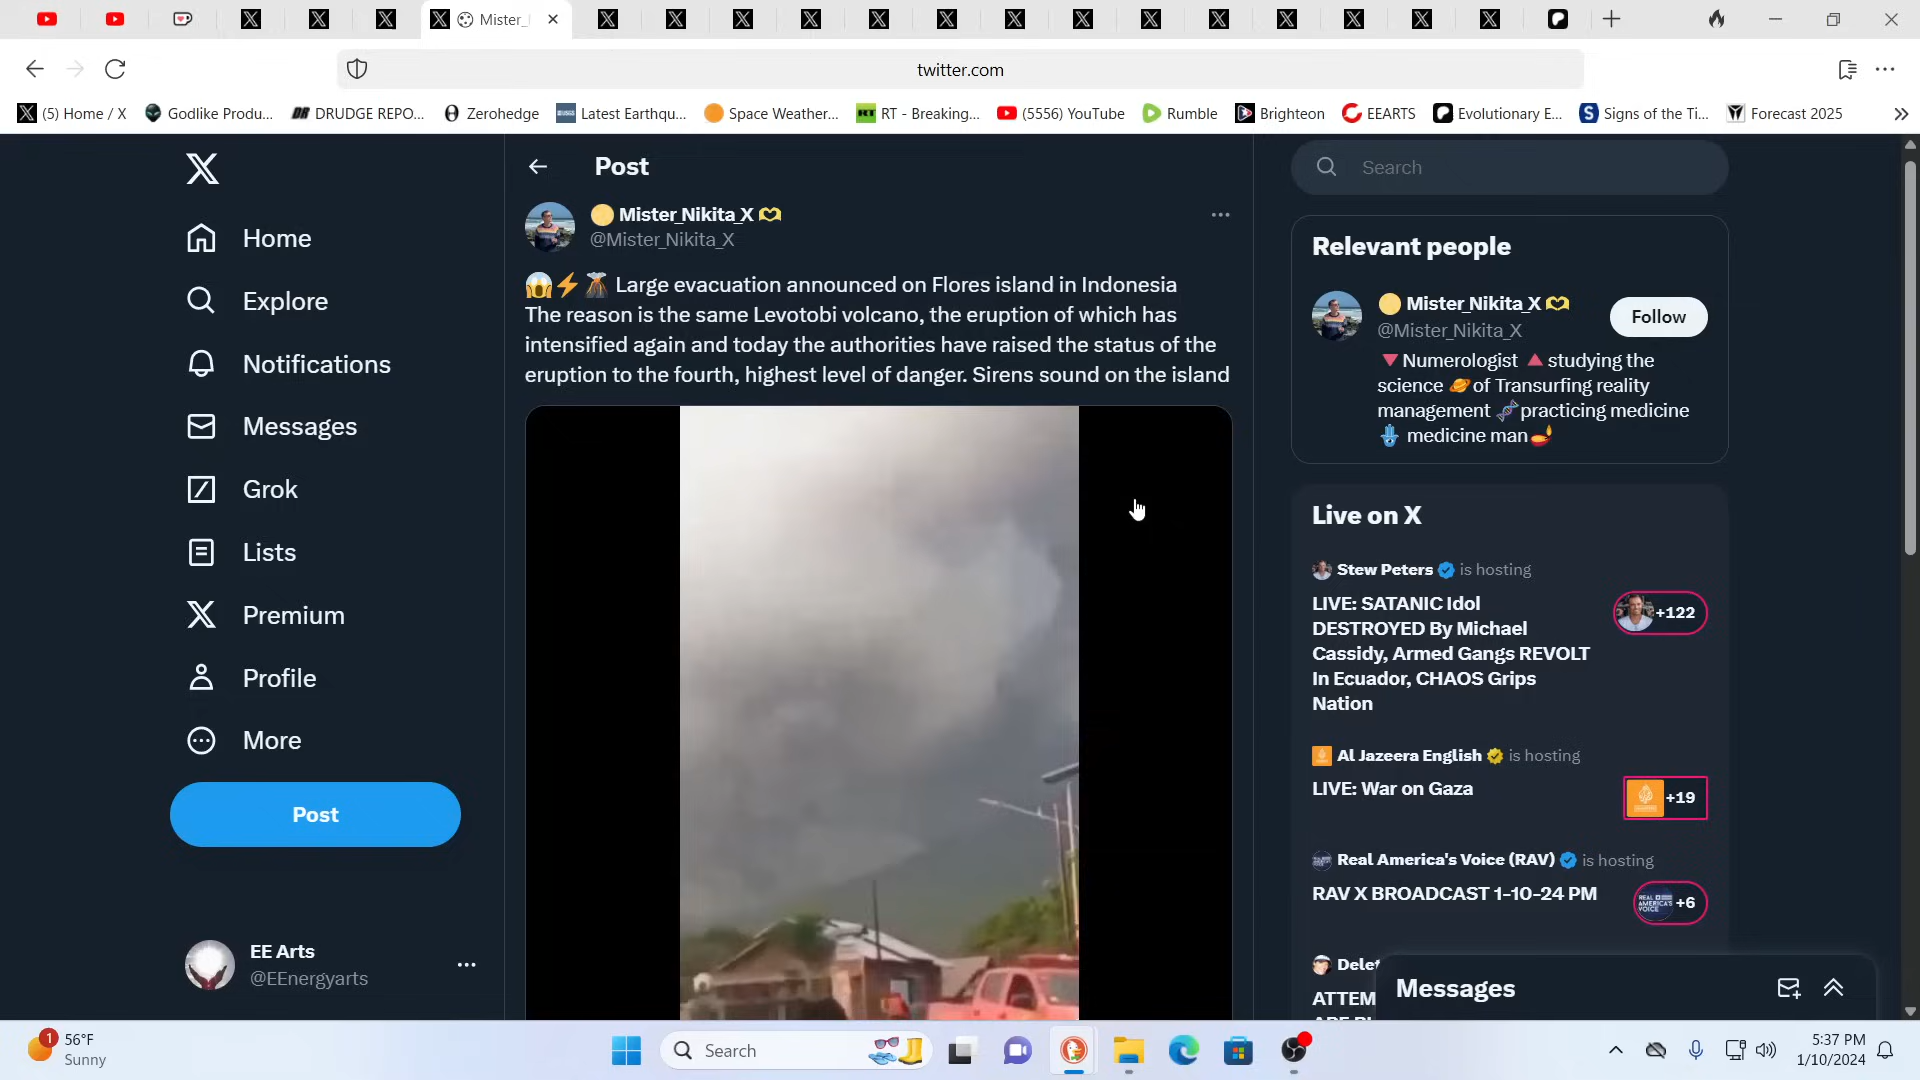 Mister_
twitter.com
(5) Home / X
Godlike Produ...
DRUDGE REPO...
Zerohedge
Latest Earthqu...
Space Weather...
RT - Breaking...
(5556) YouTube
Rumble
Brighteon
EEARTS
Evolutionary E...
Signs of the Ti...
Forecast 2025
Home
Explore
Notifications
Messages
Grok
Lists
Premium
Profile
More
Post
EE Arts
@EEnergyarts
Post
Mister_Nikita_X
@Mister_Nikita_X
Large evacuation announced on Flores island in Indonesia
The reason is the same Levotobi volcano, the eruption of which has
intensified again and today the authorities have raised the status of the
eruption to the fourth, highest level of danger. Sirens sound on the island
Search
Relevant people
Mister_Nikita_X
@Mister_Nikita_X
Follow
Numerologist studying the
science of Transurfing reality
management practicing medicine
medicine man
Live on X
Stew Peters is hosting
LIVE: SATANIC Idol
DESTROYED By Michael
Cassidy, Armed Gangs REVOLT
In Ecuador, CHAOS Grips
Nation
+122
Al Jazeera English is hosting
LIVE: War on Gaza
+19
Real America's Voice (RAV) is hosting
RAV X BROADCAST 1-10-24 PM
+6
Delet
ATTEM
Messages
1
56°F
Sunny
Search
5:37 PM
1/10/2024